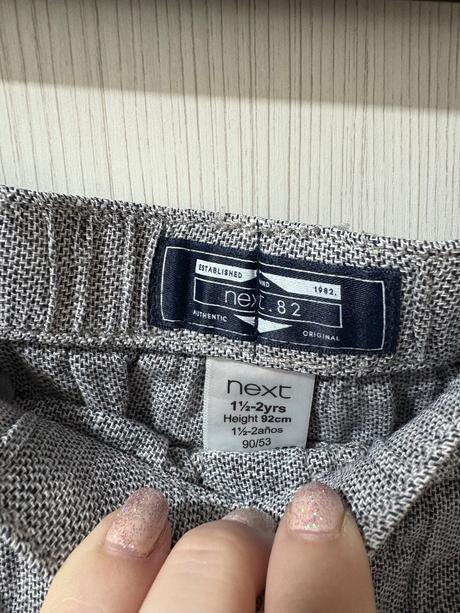 ESTABLISHED
1982.
next.82
AUTHENTIC
ORIGINAL
next
1½-2yrs
Height 92cm
1½-2años
90/53